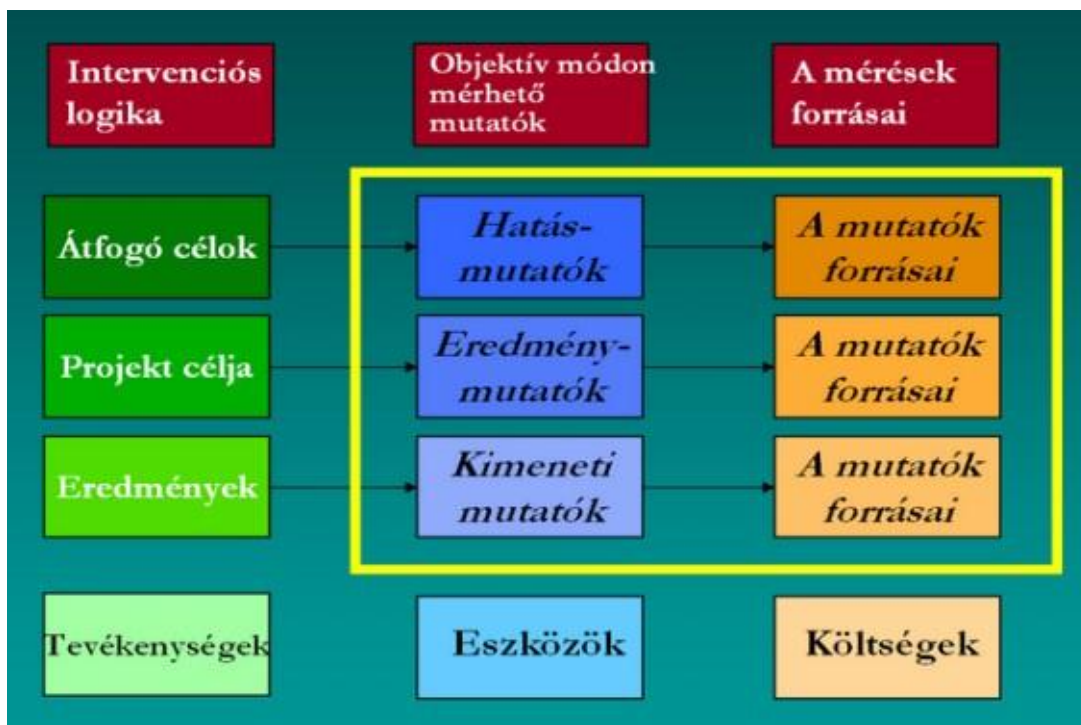 Intervenciós
logika
Objektív módon
mérhető
mutatók
A mérések
forrásai
Átfogó célok
Hatás-
mutatók
A mutatók
forrásai
Projekt célja
Eredmény-
mutatók
A mutatók
forrásai
Eredmények
Kimeneti
mutatók
A mutatók
forrásai
Tevékenységek
Eszközök
Költségek